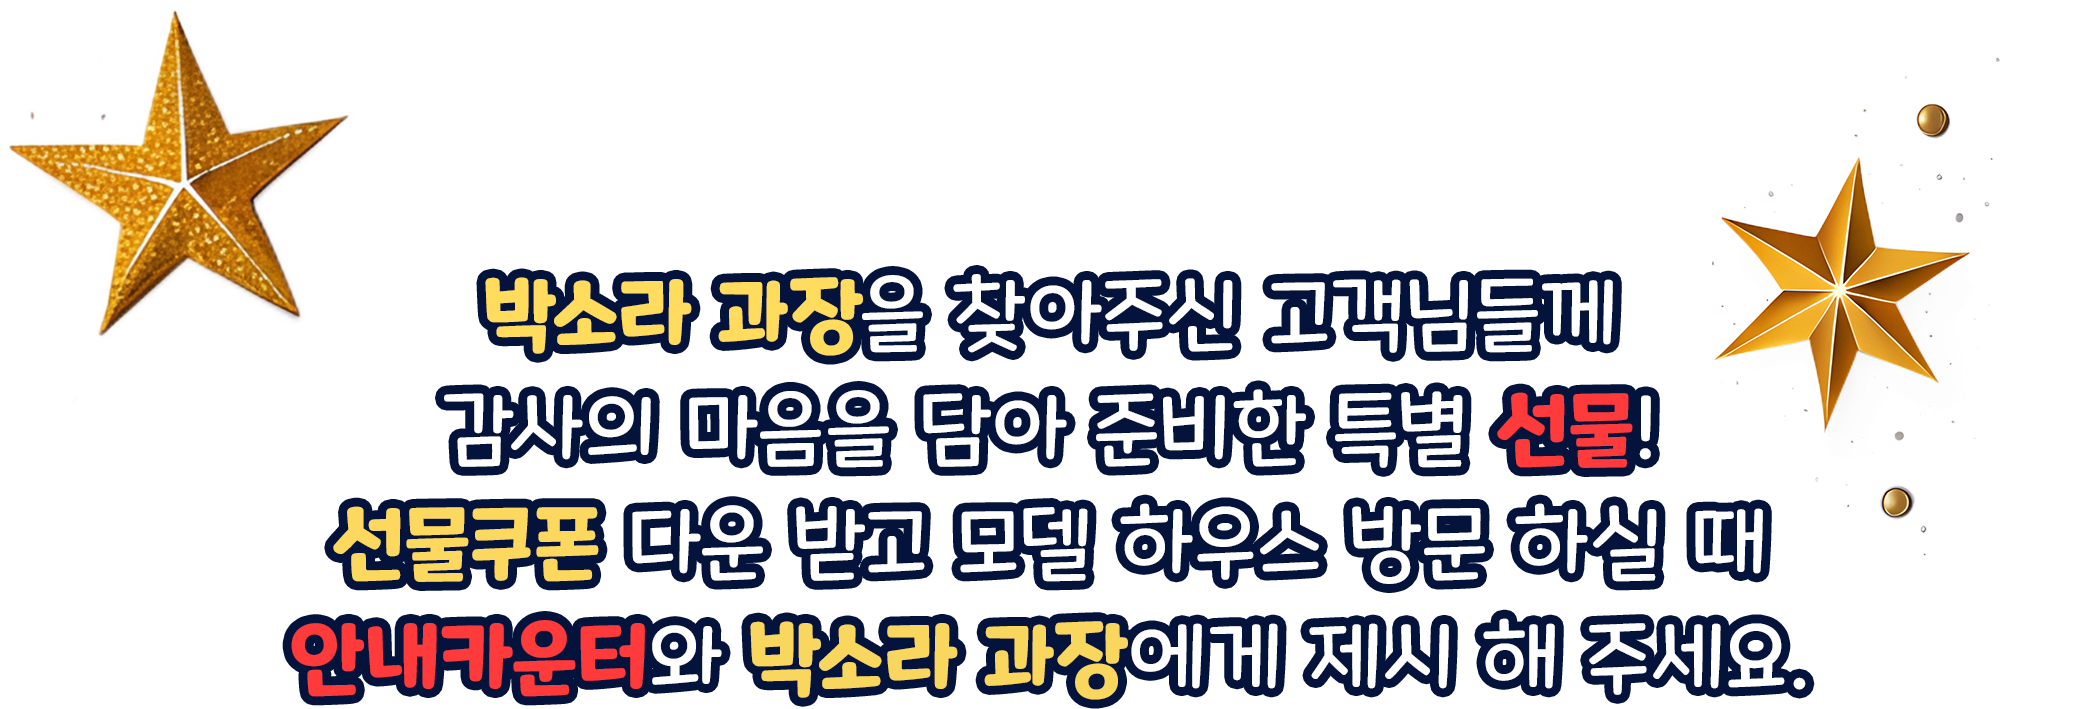 박소라 과장을 찾아주신 고객님들께
감사의 마음을 담아 준비한 특별 선물!
선물쿠폰 다운 받고 모델 하우스 방문 하실 때
안내카운터와 박소라 과장에게 제시 해 주세요.